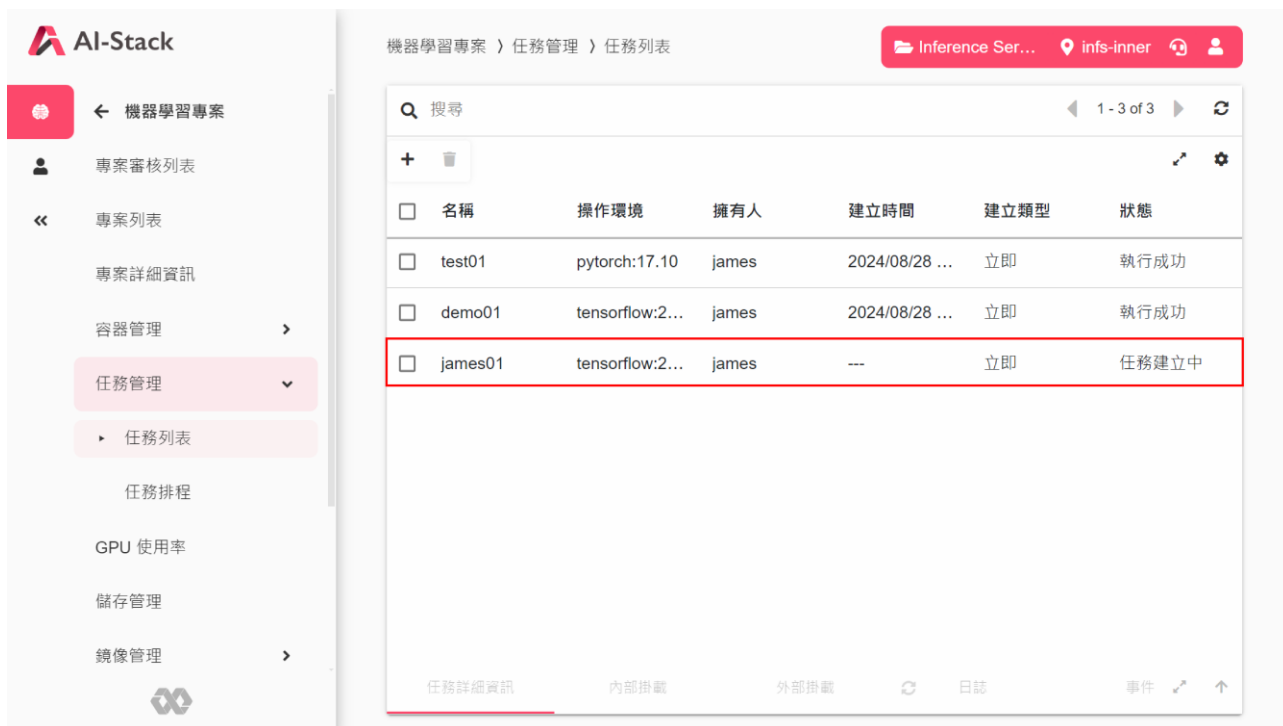 AI-Stack
機器學習專案 〉任務管理 〉任務列表
Inference Ser... infs-inner
機器學習專案
專案審核列表
專案列表
專案詳細資訊
容器管理
任務管理
任務列表
任務排程
GPU 使用率
儲存管理
鏡像管理
搜尋
1 - 3 of 3
名稱 操作環境 擁有人 建立時間 建立類型 狀態
test01 pytorch:17.10 james 2024/08/28 ... 立即 執行成功
demo01 tensorflow:2... james 2024/08/28 ... 立即 執行成功
james01 tensorflow:2... james --- 立即 任務建立中
任務詳細資訊 內部掛載 外部掛載 日誌 事件